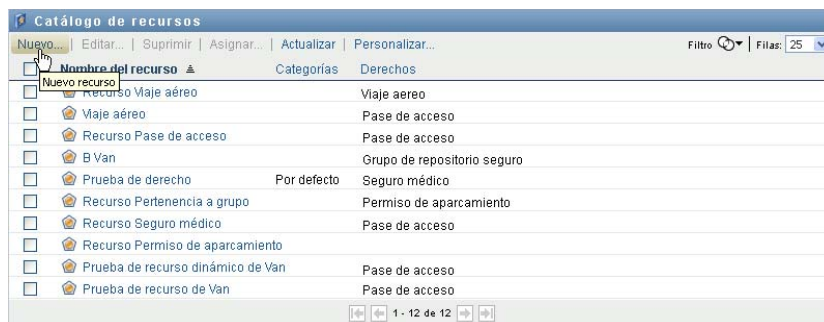 Catálogo de recursos
Nuevo... | Editar... | Suprimir | Asignar... | Actualizar | Personalizar... Filtro Filas: 25
Nombre del recurso Categorías Derechos
Nuevo recurso
Recurso Viaje aéreo Viaje aereo
Viaje aéreo Pase de acceso
Recurso Pase de acceso Pase de acceso
B Van Grupo de repositorio seguro
Prueba de derecho Por defecto Seguro médico
Recurso Pertenencia a grupo Permiso de aparcamiento
Recurso Seguro médico Pase de acceso
Recurso Permiso de aparcamiento
Prueba de recurso dinámico de Van Pase de acceso
Prueba de recurso de Van Pase de acceso
1 - 12 de 12